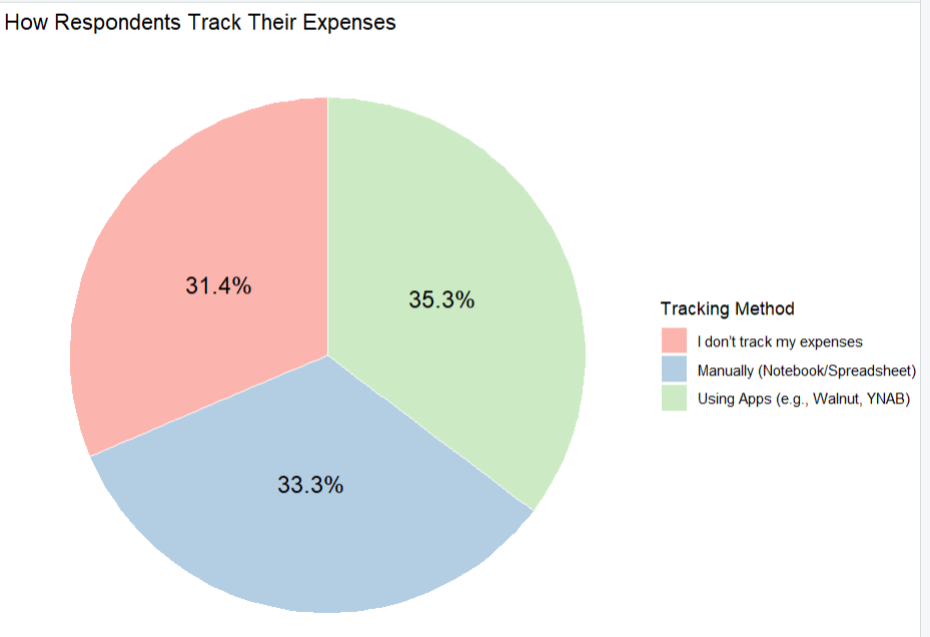 How Respondents Track Their Expenses
31.4%
35.3%
33.3%
Tracking Method
I don't track my expenses
Manually (Notebook/Spreadsheet)
Using Apps (e.g., Walnut, YNAB)